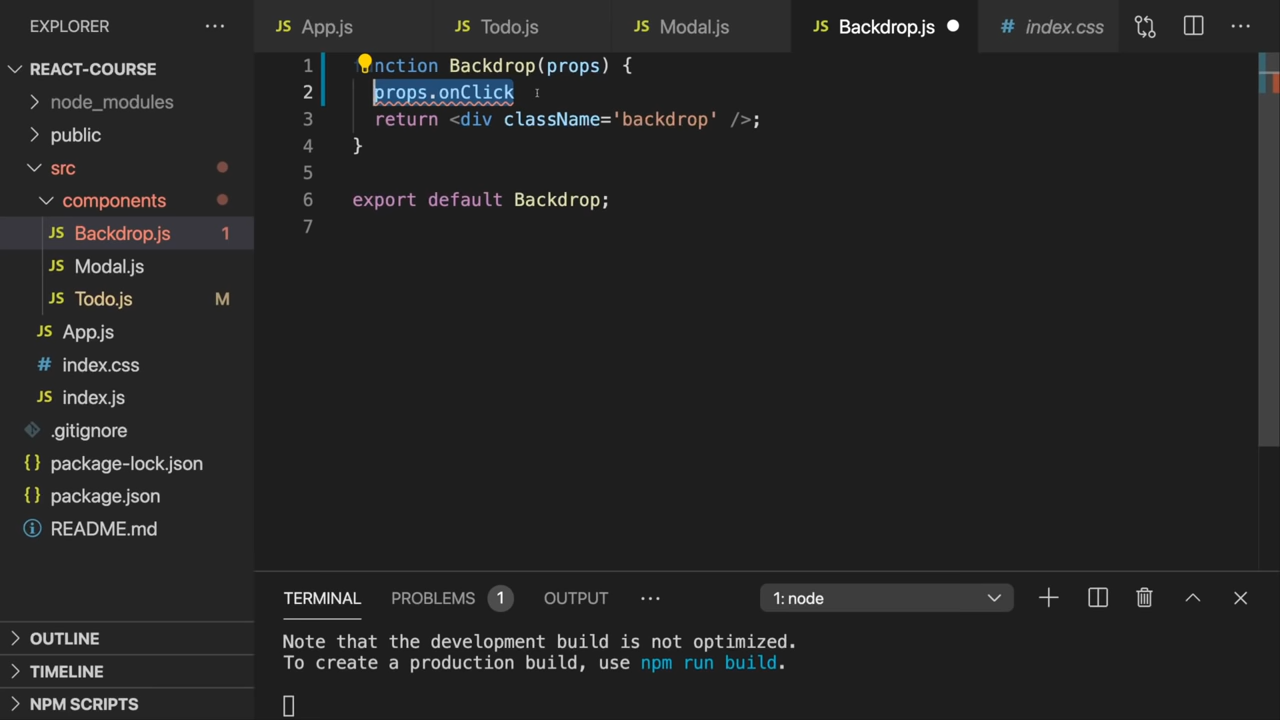 EXPLORER
···
JS App.js
JS Todo.js
JS Modal.js
JS Backdrop.js
# index.css
···
REACT-COURSE
node_modules
public
src
components
JS Backdrop.js 1
JS Modal.js
JS Todo.js M
JS App.js
# index.css
JS index.js
.gitignore
{} package-lock.json
{} package.json
README.md
OUTLINE
TIMELINE
NPM SCRIPTS
1 nction Backdrop(props) {
2 props.onClick
3 return <div className='backdrop' />;
4 }
5
6 export default Backdrop;
7
TERMINAL PROBLEMS 1 OUTPUT ··· 1: node
Note that the development build is not optimized.
To create a production build, use npm run build.